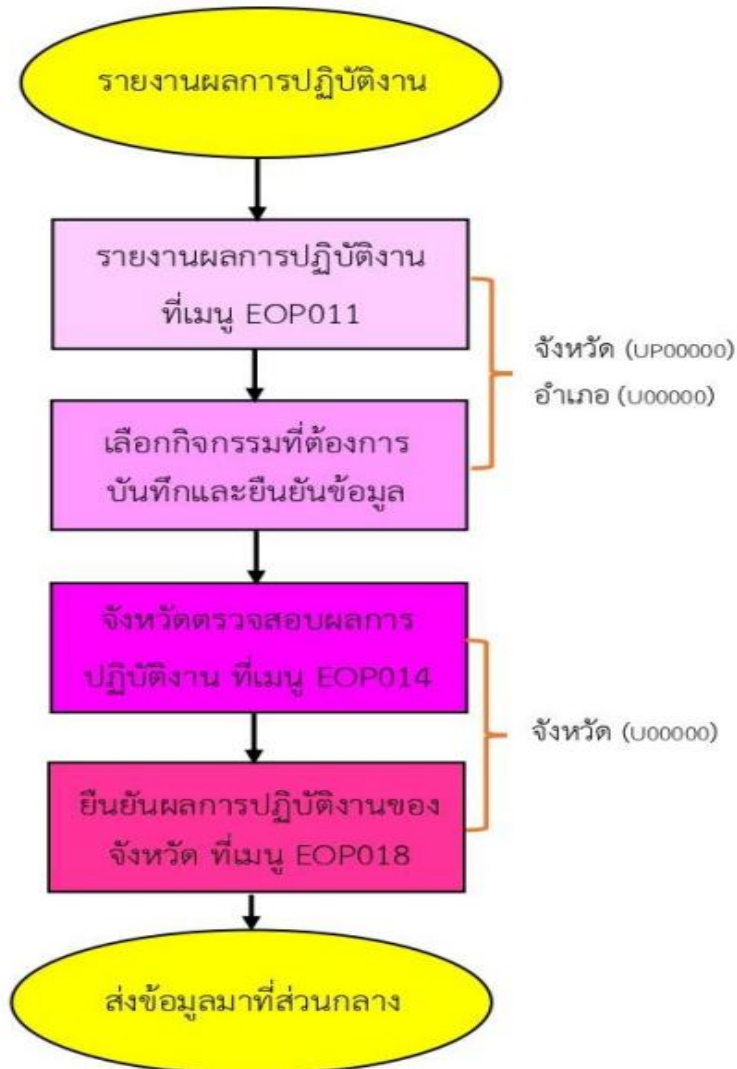 รายงานผลการปฏิบัติงาน
รายงานผลการปฏิบัติงาน
ที่เมนู EOP011
จังหวัด (UP00000)
อำเภอ (U00000)
เลือกกิจกรรมที่ต้องการ
บันทึกและยืนยันข้อมูล
จังหวัดตรวจสอบผลการ
ปฏิบัติงาน ที่เมนู EOP014
จังหวัด (U00000)
ยืนยันผลการปฏิบัติงานของ
จังหวัด ที่เมนู EOP018
ส่งข้อมูลมาที่ส่วนกลาง